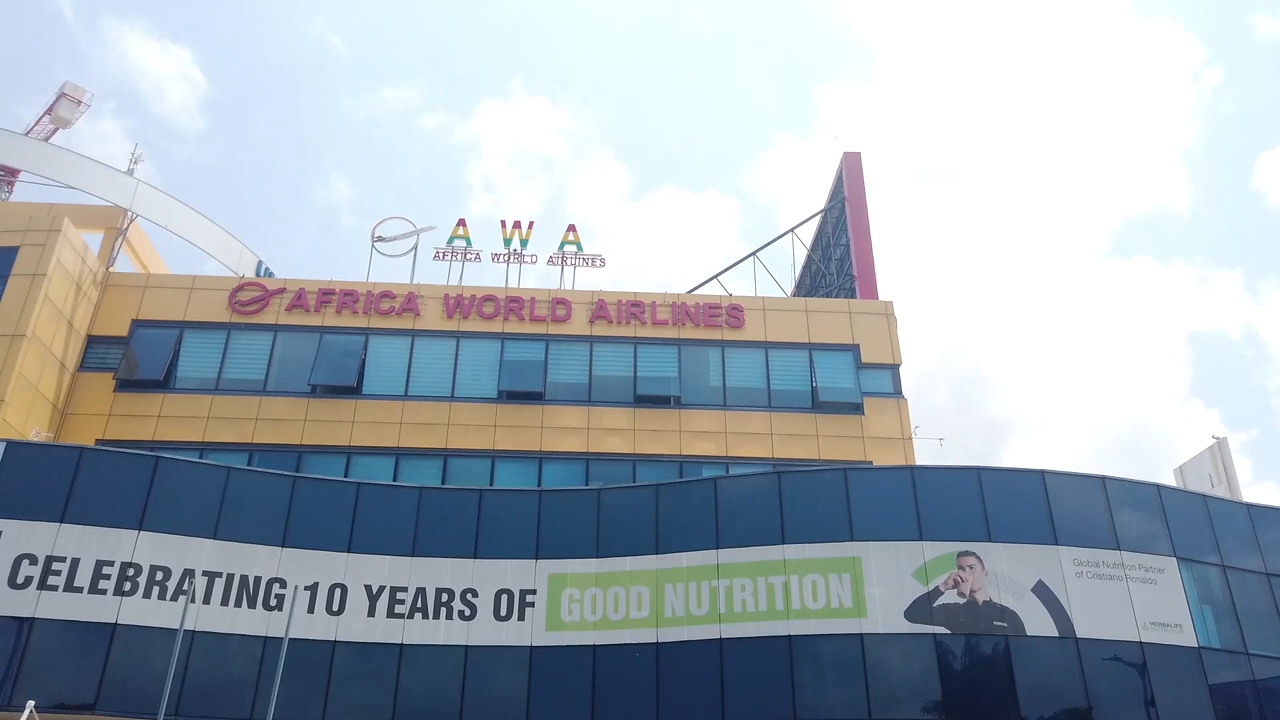 AWA
AFRICA WORLD AIRLINES
AFRICA WORLD AIRLINES
CELEBRATING 10 YEARS OF GOOD NUTRITION
Global Nutrition Partner
of Cristiano Ronaldo
HERBALIFE
NUTRITION